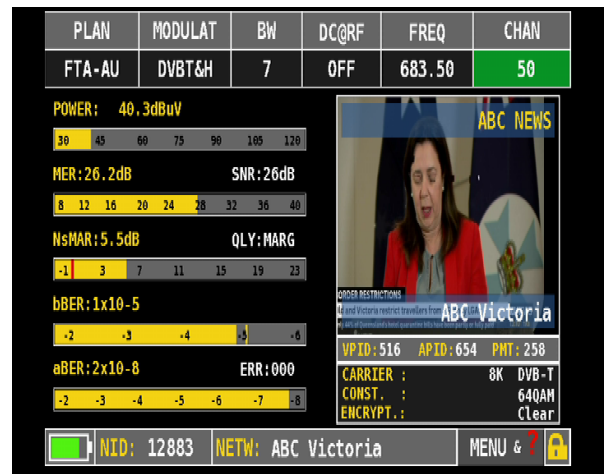 PLAN MODULAT BW DC@RF FREQ CHAN
FTA-AU DVBT&H 7 OFF 683.50 50
POWER: 40.3dBuV
30 45 60 75 90 105 120
MER:26.2dB SNR:26dB
8 12 16 20 24 28 32 36 40
NsMAR:5.5dB QLY:MARG
-1 3 7 11 15 19 23
bBER:1x10-5
-2 -3 -4 -5 -6
aBER:2x10-8 ERR:000
-2 -3 -4 -5 -6 -7 -8
ABC NEWS
ORDER RESTRICTIONS
and Victoria restrict travellers from
ABC Victoria
VPID:516 APID:654 PMT:258
CARRIER : 8K DVB-T
CONST. : 64QAM
ENCRYPT.: Clear
NID: 12883 NETW: ABC Victoria MENU & ?